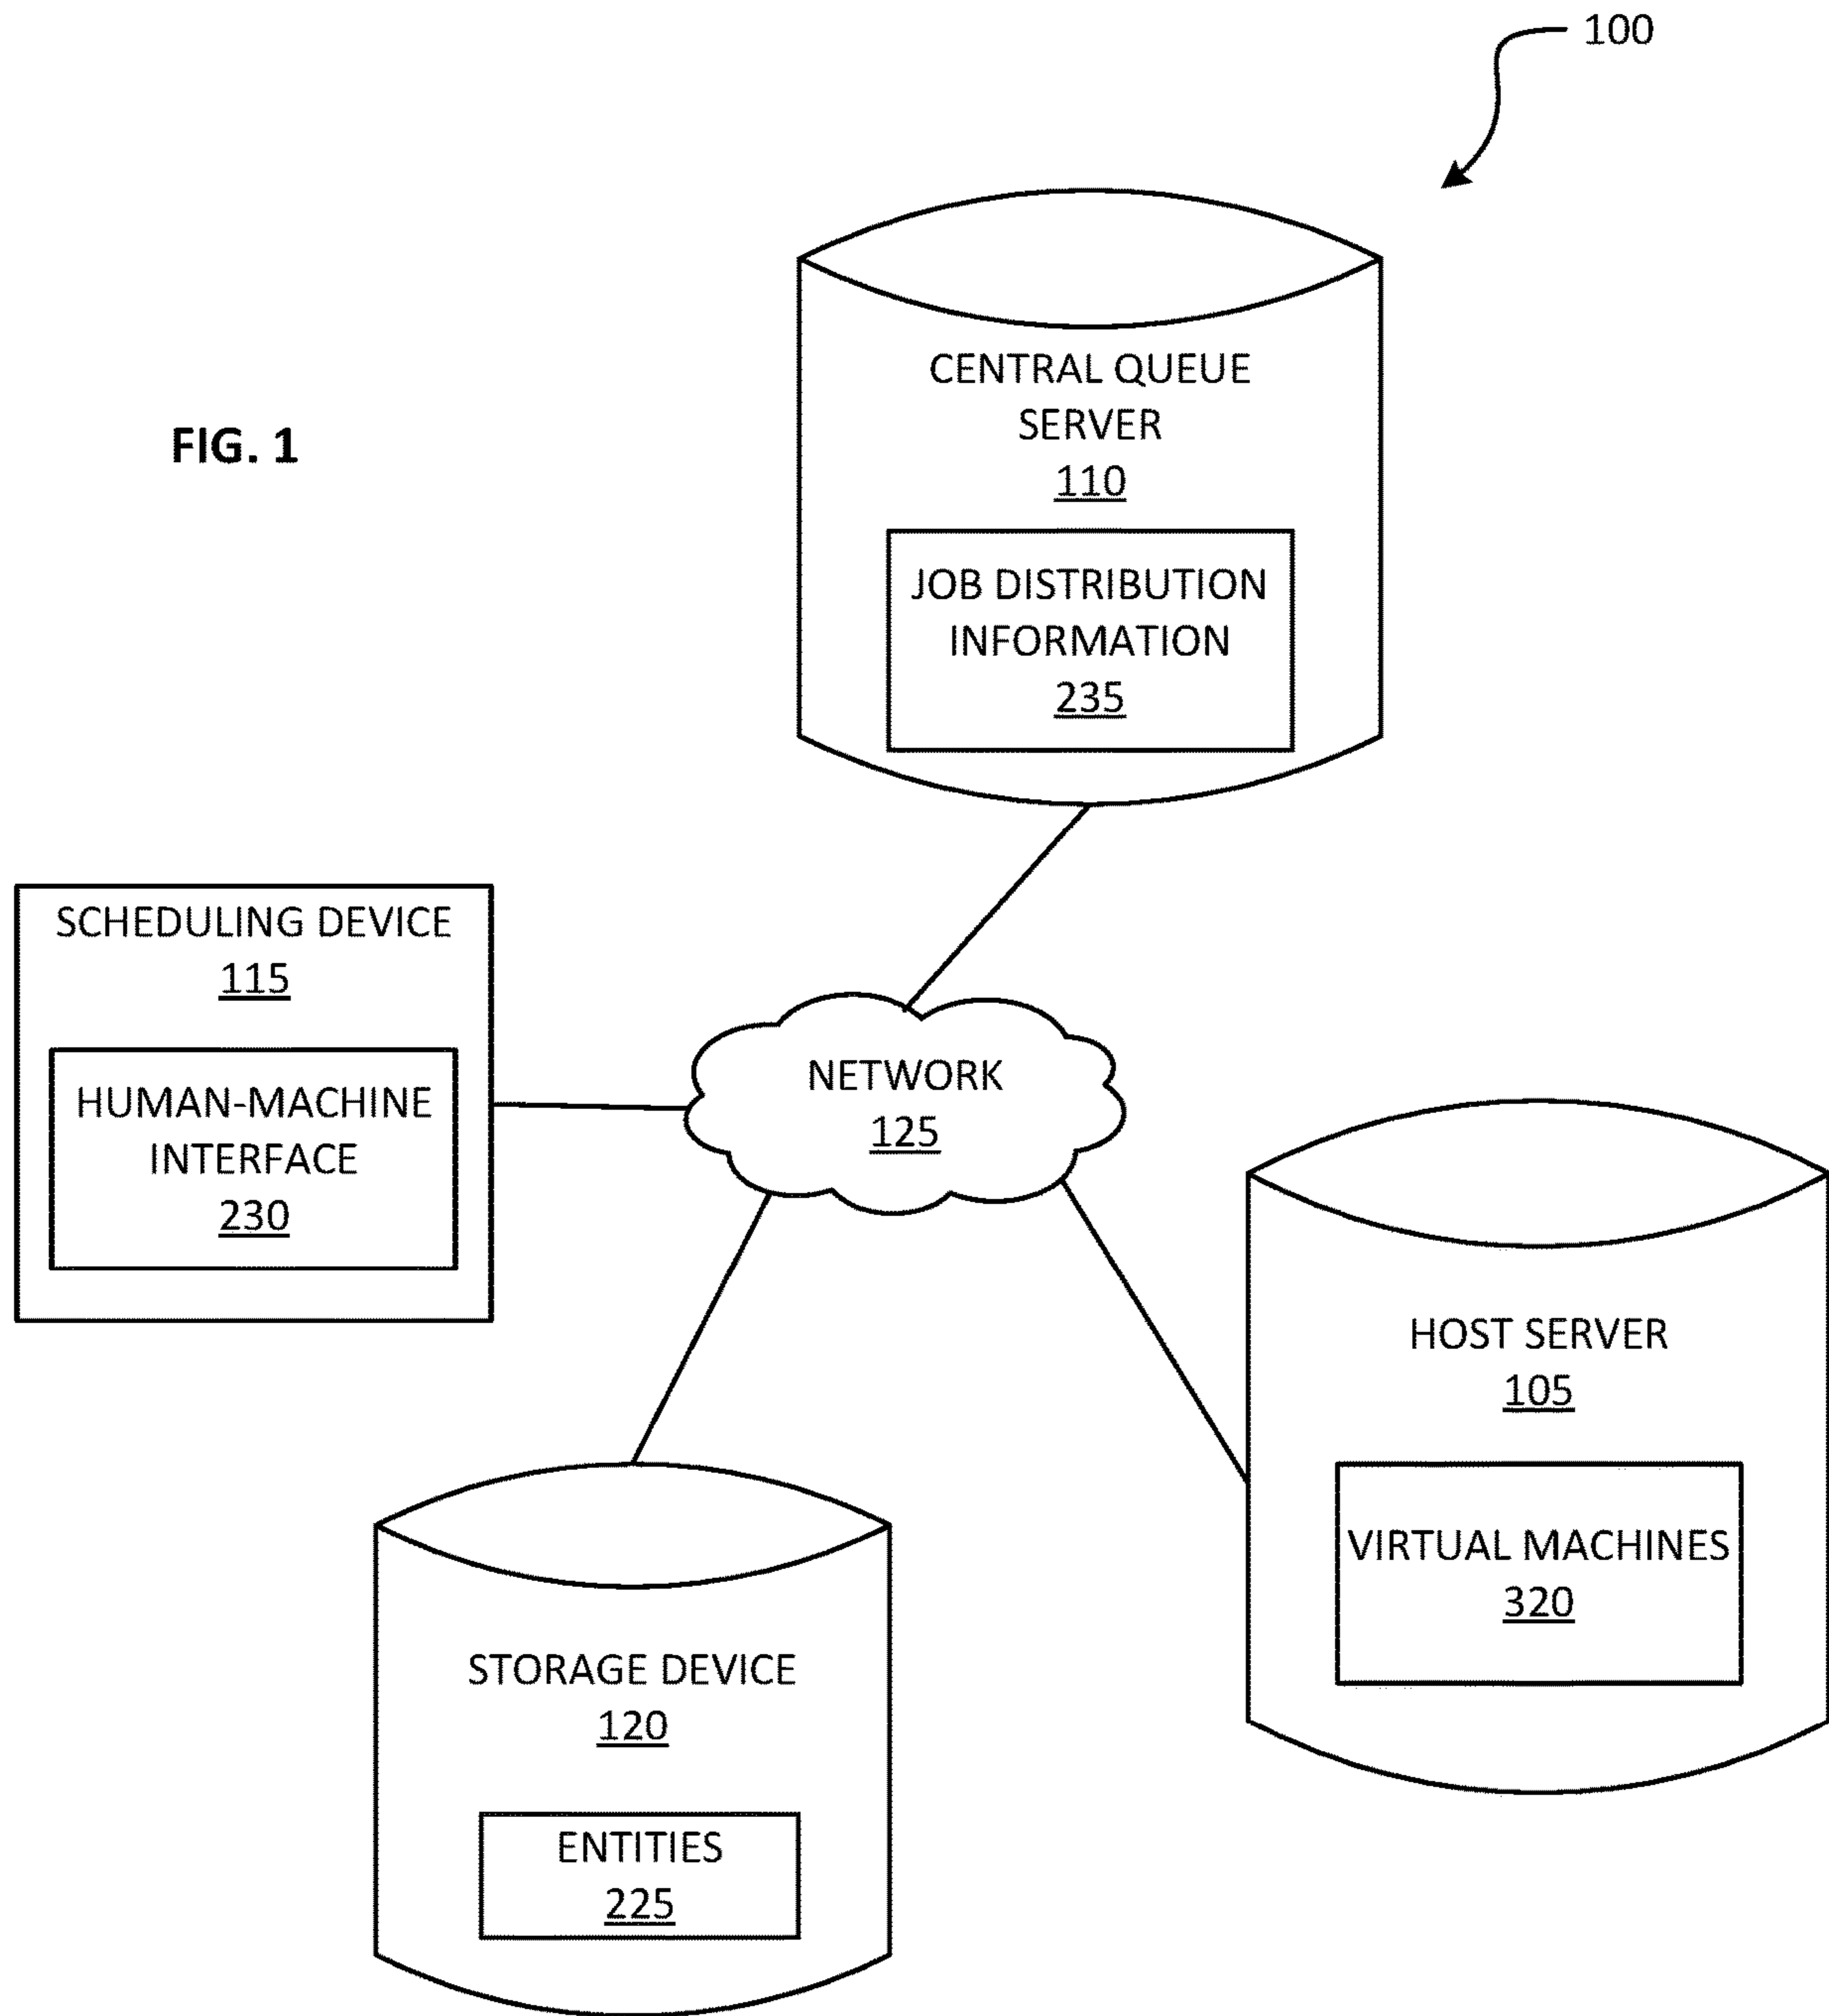 100
FIG. 1
CENTRAL QUEUE
SERVER
110
JOB DISTRIBUTION
INFORMATION
235
SCHEDULING DEVICE
115
HUMAN-MACHINE
INTERFACE
230
NETWORK
125
HOST SERVER
105
VIRTUAL MACHINES
320
STORAGE DEVICE
120
ENTITIES
225